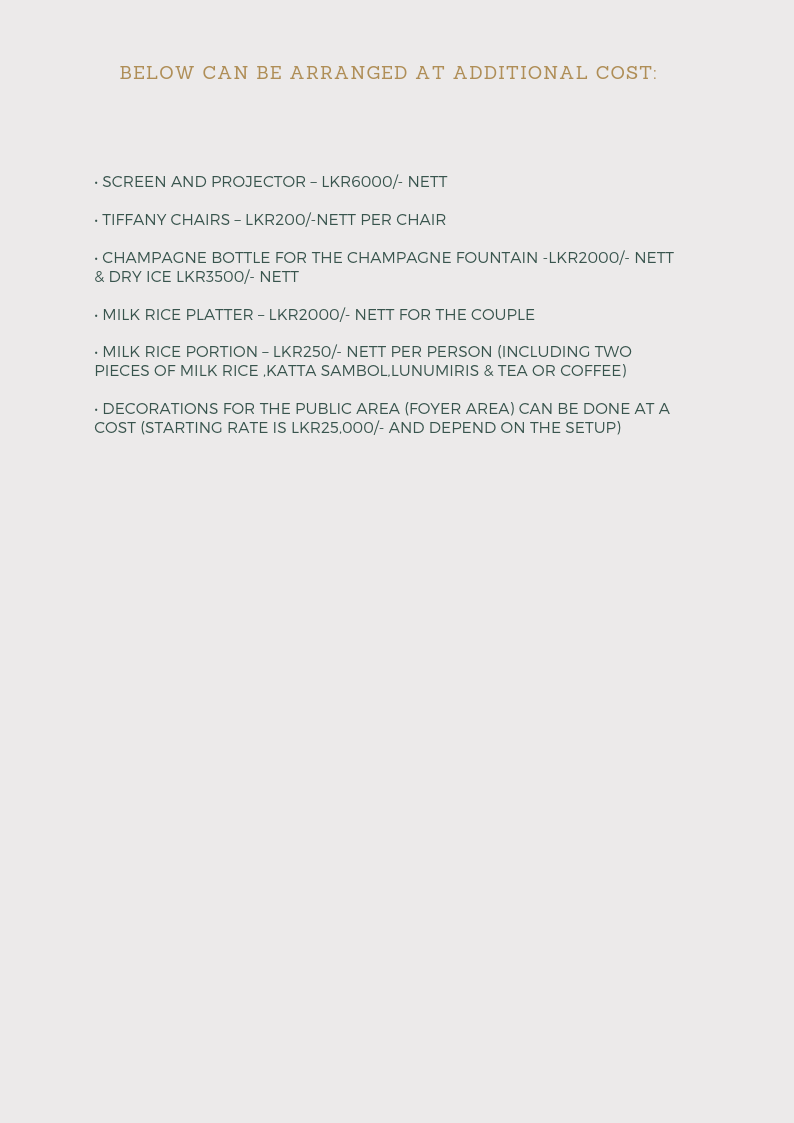 BELOW CAN BE ARRANGED AT ADDITIONAL COST:
• SCREEN AND PROJECTOR – LKR6000/- NETT
• TIFFANY CHAIRS – LKR200/-NETT PER CHAIR
• CHAMPAGNE BOTTLE FOR THE CHAMPAGNE FOUNTAIN -LKR2000/- NETT
& DRY ICE LKR3500/- NETT
• MILK RICE PLATTER – LKR2000/- NETT FOR THE COUPLE
• MILK RICE PORTION – LKR250/- NETT PER PERSON (INCLUDING TWO
PIECES OF MILK RICE ,KATTA SAMBOL,LUNUMIRIS & TEA OR COFFEE)
• DECORATIONS FOR THE PUBLIC AREA (FOYER AREA) CAN BE DONE AT A
COST (STARTING RATE IS LKR25,000/- AND DEPEND ON THE SETUP)